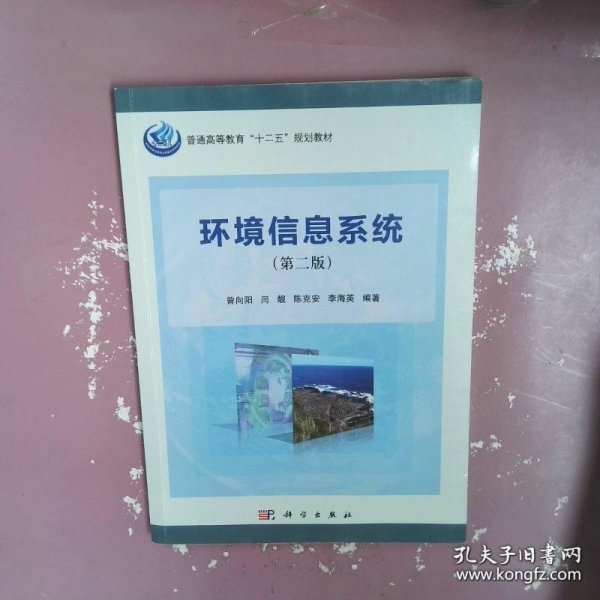 普通高等教育“十二五”规划教材
环境信息系统
(第二版)
曾向阳 闫靓 陈克安 李海英 编著
科学出版社
孔夫子旧书网
www.kongfz.com